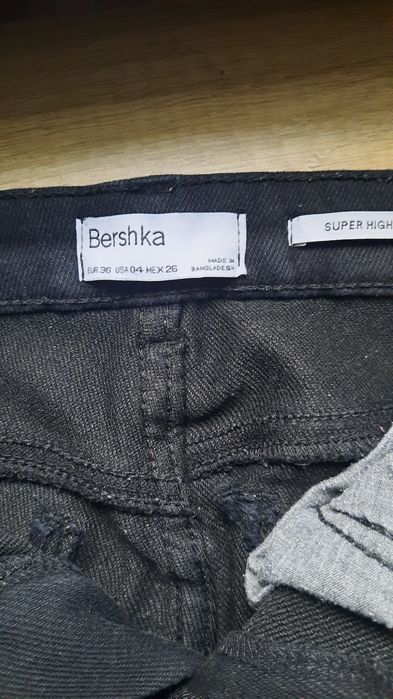 Bershka
EUR 36 USA 04 MEX 26
MADE IN
BANGLADESH
SUPER HIGH